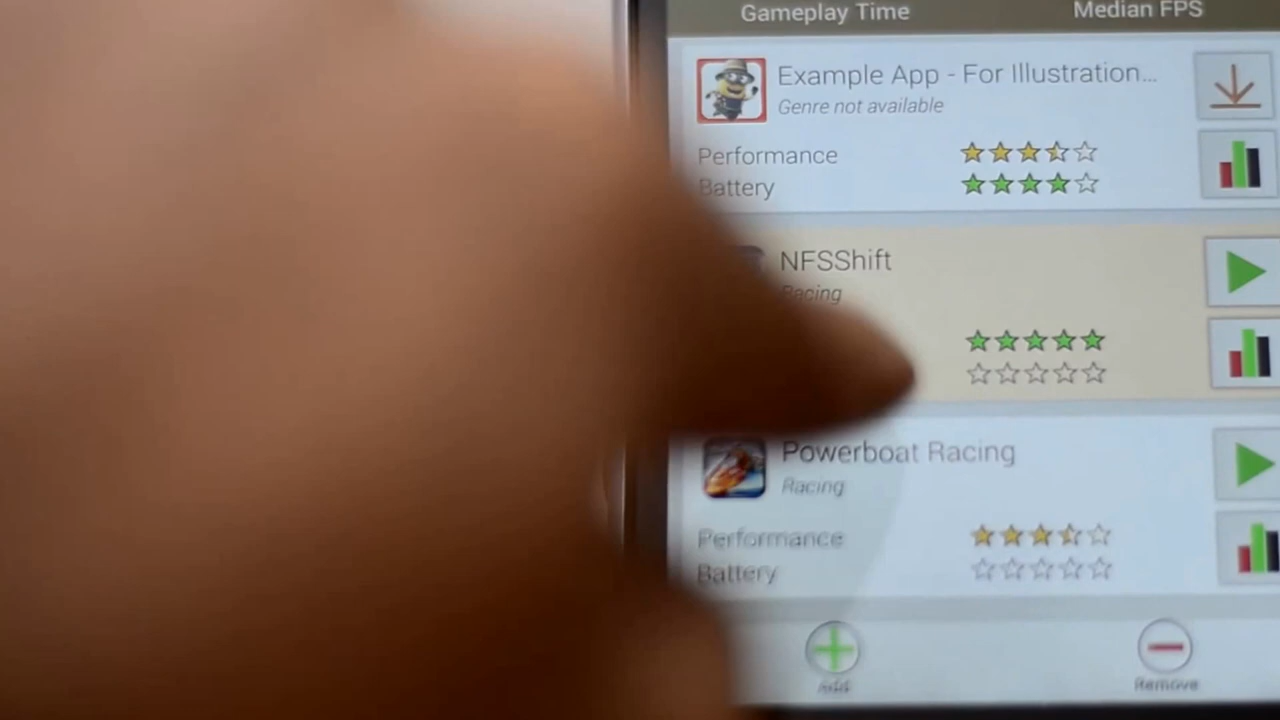 Gameplay Time Median FPS
Example App - For Illustration...
Genre not available
Performance
Battery
NFSShift
Racing
Powerboat Racing
Racing
Performance
Battery
Add Remove